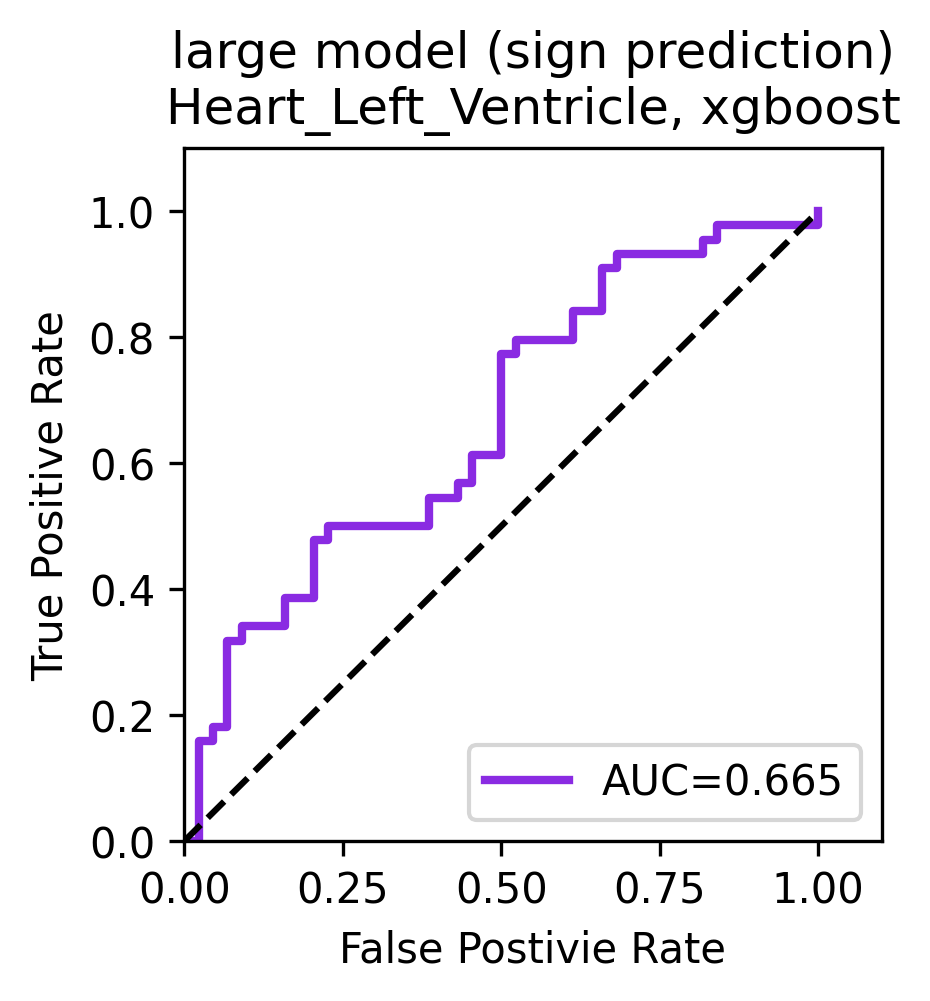 large model (sign prediction)
Heart_Left_Ventricle, xgboost
True Positive Rate
1.0
0.8
0.6
0.4
0.2
0.0
AUC=0.665
0.00 0.25 0.50 0.75 1.00
False Postivie Rate